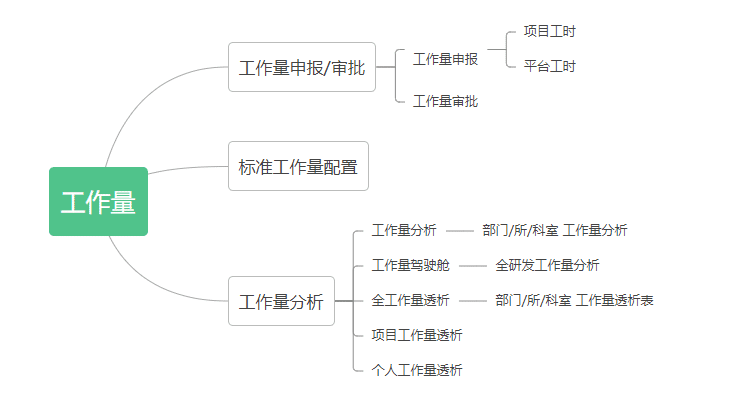 工作量
工作量申报/审批
工作量申报
项目工时
平台工时
工作量审批
标准工作量配置
工作量分析
工作量分析
部门/所/科室 工作量分析
工作量驾驶舱
全研发工作量分析
全工作量透析
部门/所/科室 工作量透析表
项目工作量透析
个人工作量透析